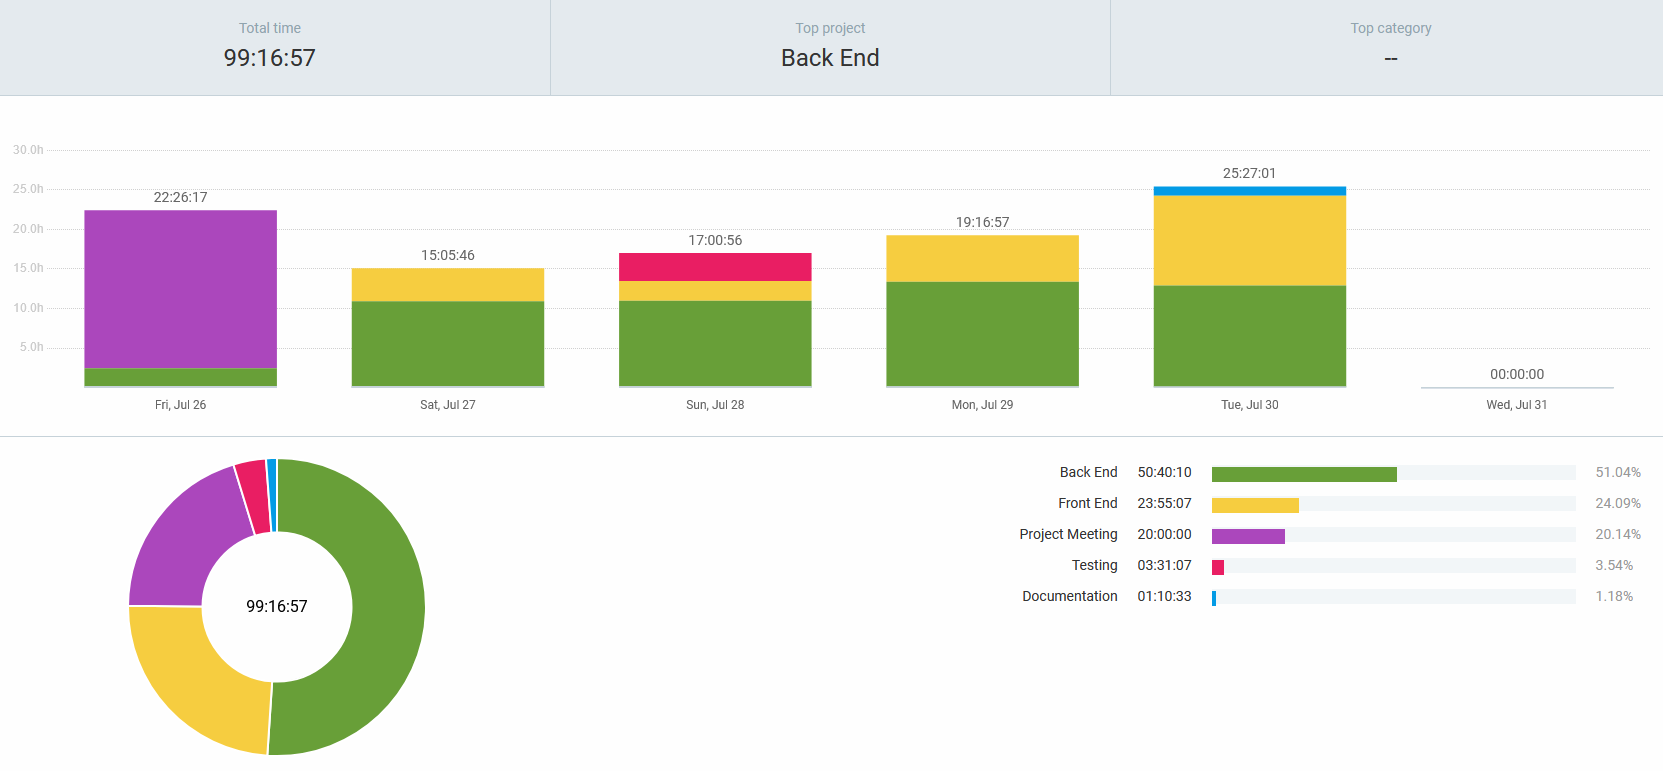 Total time
99:16:57
Top project
Back End
Top category
--
30.0h
25.0h
20.0h
15.0h
10.0h
5.0h
22:26:17
15:05:46
17:00:56
19:16:57
25:27:01
00:00:00
Fri, Jul 26
Sat, Jul 27
Sun, Jul 28
Mon, Jul 29
Tue, Jul 30
Wed, Jul 31
99:16:57
Back End 50:40:10 51.04%
Front End 23:55:07 24.09%
Project Meeting 20:00:00 20.14%
Testing 03:31:07 3.54%
Documentation 01:10:33 1.18%